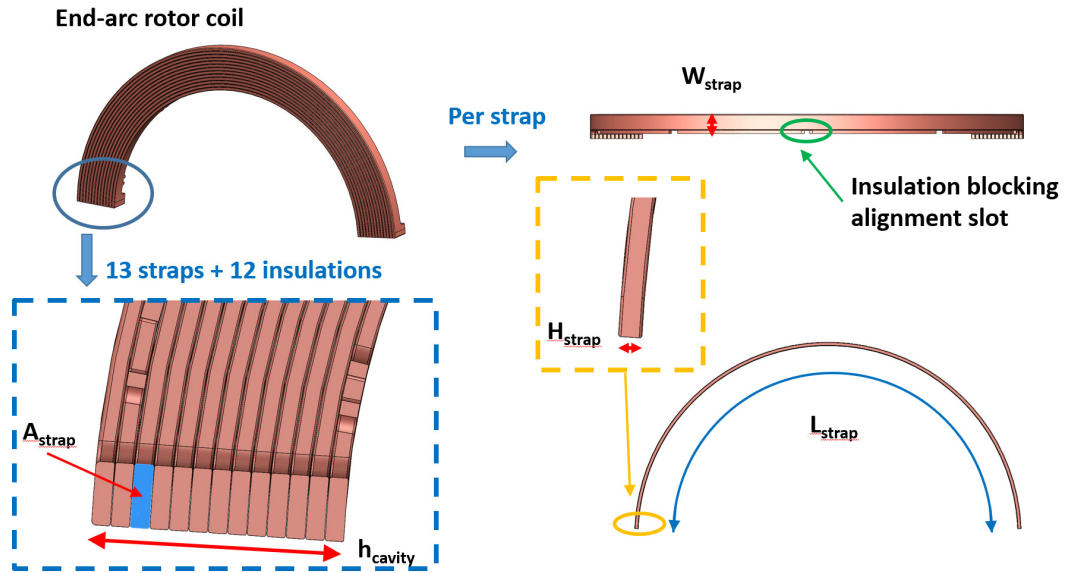 End-arc rotor coil
Per strap
W_strap
Insulation blocking
alignment slot
13 straps + 12 insulations
H_strap
A_strap
L_strap
h_cavity